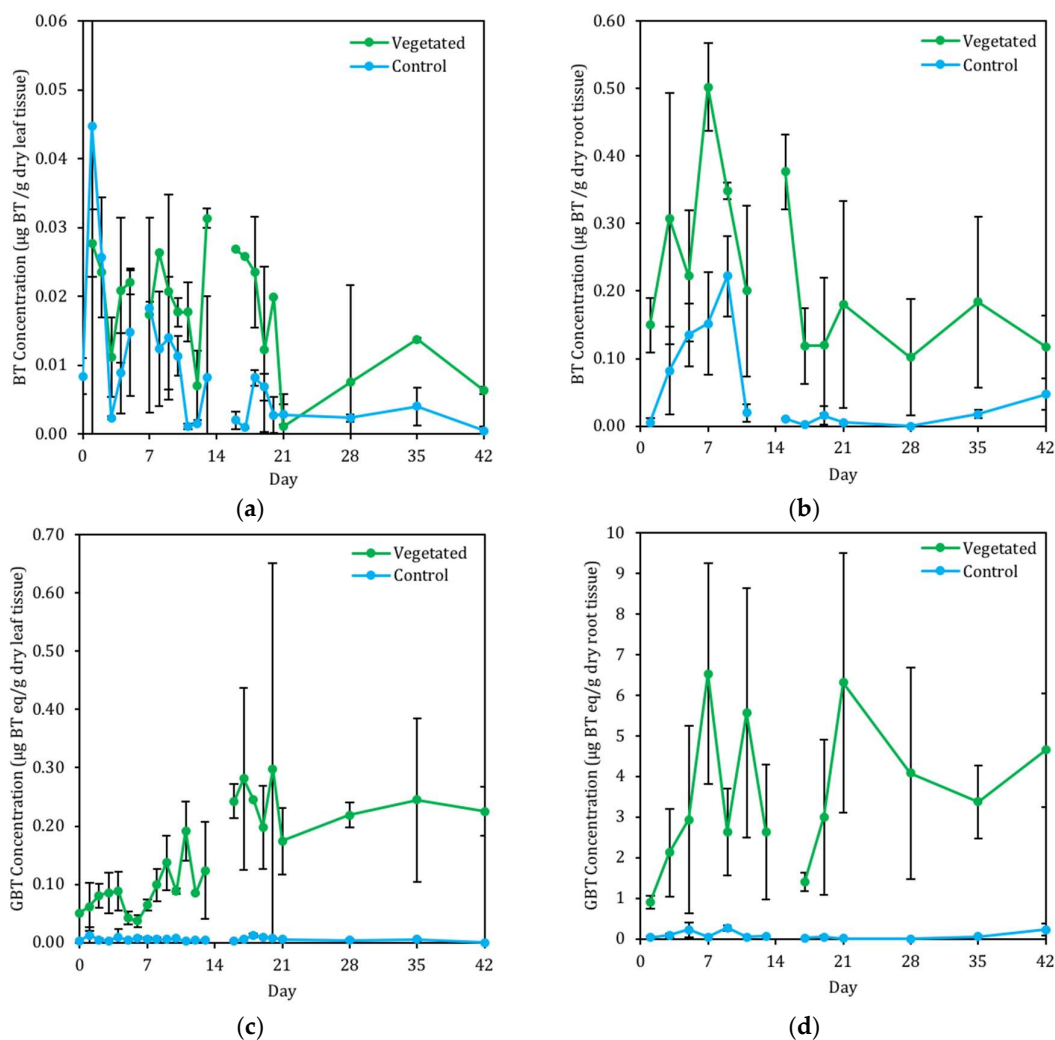 0.06
0.05
0.04
0.03
0.02
0.01
0.00
BT Concentration (µg BT /g dry leaf tissue)
Vegetated
Control
0 7 14 21 28 35 42
Day
(a)
0.60
0.50
0.40
0.30
0.20
0.10
0.00
BT Concentration (µg BT /g dry root tissue)
Vegetated
Control
0 7 14 21 28 35 42
Day
(b)
0.70
0.60
0.50
0.40
0.30
0.20
0.10
0.00
GBT Concentration (µg BT eq/g dry leaf tissue)
Vegetated
Control
0 7 14 21 28 35 42
Day
(c)
10
9
8
7
6
5
4
3
2
1
0
GBT Concentration (µg BT eq/g dry root tissue)
Vegetated
Control
0 7 14 21 28 35 42
Day
(d)